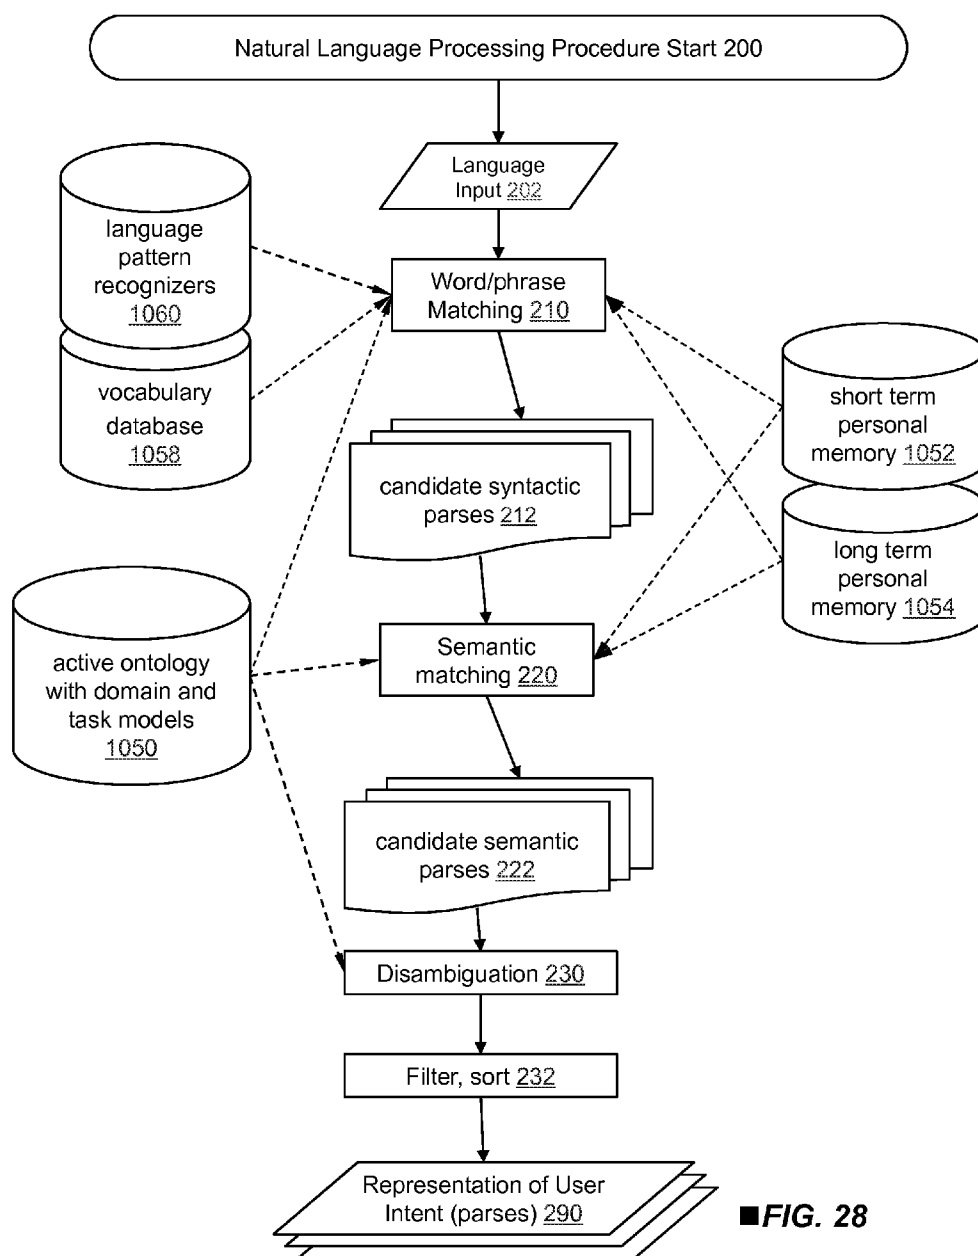 Natural Language Processing Procedure Start 200
Language
Input 202
language
pattern
recognizers
1060
Word/phrase
Matching 210
vocabulary
database
1058
short term
personal
memory 1052
candidate syntactic
parses 212
long term
personal
memory 1054
active ontology
with domain and
task models
1050
Semantic
matching 220
candidate semantic
parses 222
Disambiguation 230
Filter, sort 232
Representation of User
Intent (parses) 290
■FIG. 28